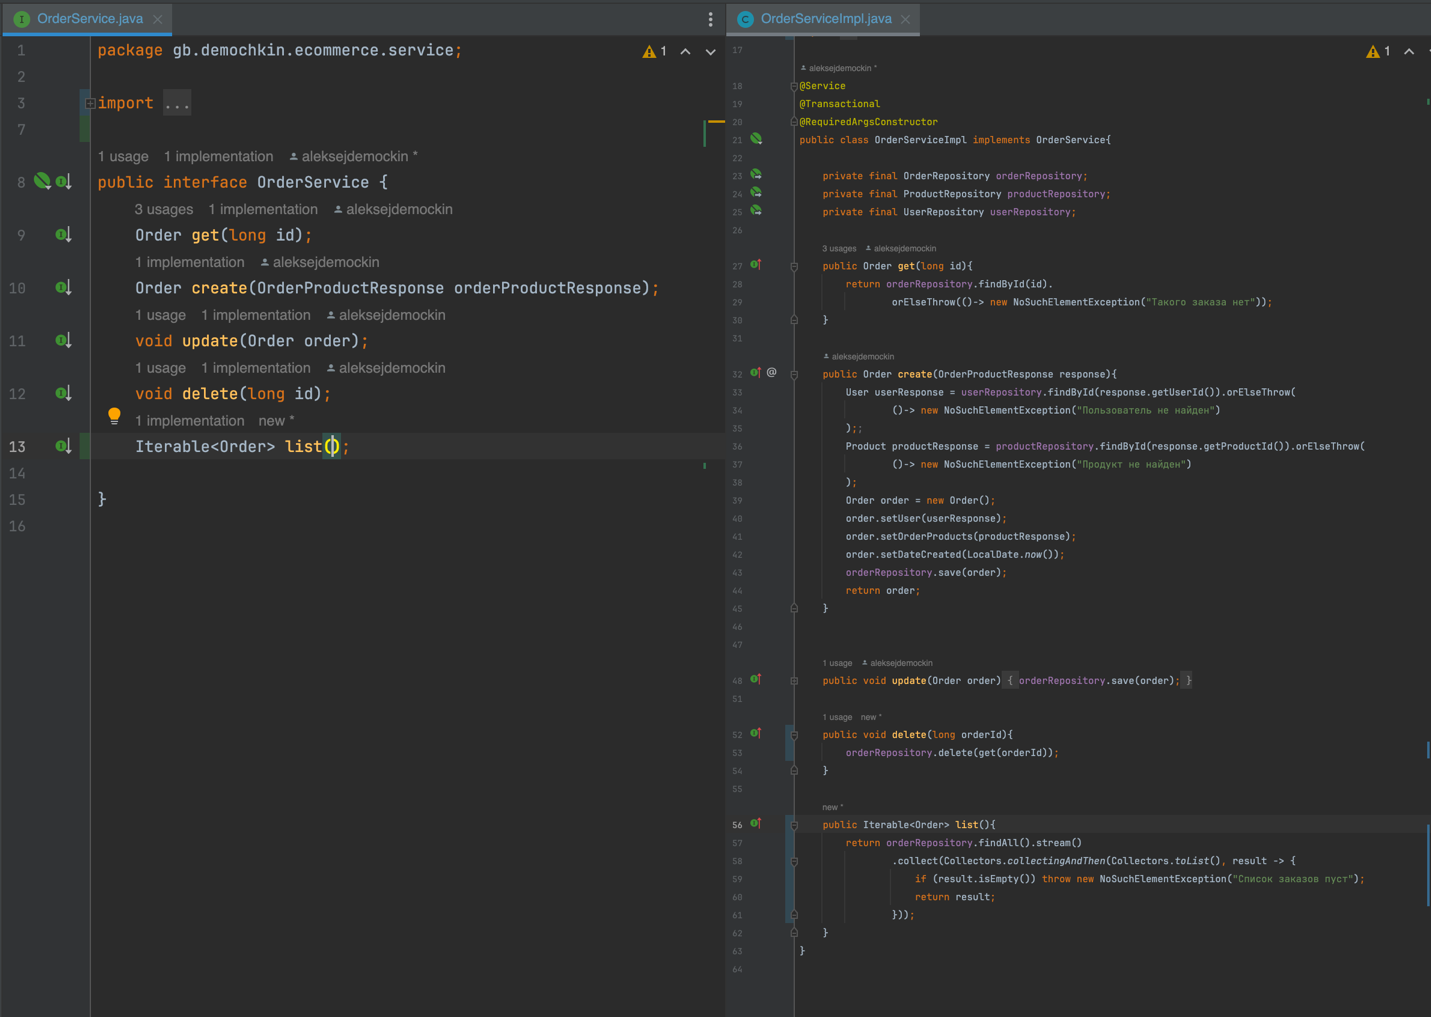 OrderService.java
1 package gb.demochkin.ecommerce.service;
1
2
3 import ...
7
1 usage 1 implementation aleksejdemockin *
8 public interface OrderService {
3 usages 1 implementation aleksejdemockin
9 Order get(long id);
1 implementation aleksejdemockin
10 Order create(OrderProductResponse orderProductResponse);
1 usage 1 implementation aleksejdemockin
11 void update(Order order);
1 usage 1 implementation aleksejdemockin
12 void delete(long id);
1 implementation new *
13 Iterable<Order> list();
14
15 }
16
OrderServiceImpl.java
17
1
aleksejdemockin *
18 @Service
19 @Transactional
20 @RequiredArgsConstructor
21 public class OrderServiceImpl implements OrderService{
22
23 private final OrderRepository orderRepository;
24 private final ProductRepository productRepository;
25 private final UserRepository userRepository;
26
3 usages aleksejdemockin
27 public Order get(long id){
28 return orderRepository.findById(id).
29 orElseThrow(()-> new NoSuchElementException("Такого заказа нет"));
30 }
31
aleksejdemockin
32 @ public Order create(OrderProductResponse response){
33 User userResponse = userRepository.findById(response.getUserId()).orElseThrow(
34 ()-> new NoSuchElementException("Пользователь не найден")
35 );;
36 Product productResponse = productRepository.findById(response.getProductId()).orElseThrow(
37 ()-> new NoSuchElementException("Продукт не найден")
38 );
39 Order order = new Order();
40 order.setUser(userResponse);
41 order.setOrderProducts(productResponse);
42 order.setDateCreated(LocalDate.now());
43 orderRepository.save(order);
44 return order;
45 }
46
47
1 usage aleksejdemockin
48 public void update(Order order) { orderRepository.save(order); }
51
1 usage new *
52 public void delete(long orderId){
53 orderRepository.delete(get(orderId));
54 }
55
new *
56 public Iterable<Order> list(){
57 return orderRepository.findAll().stream()
58 .collect(Collectors.collectingAndThen(Collectors.toList(), result -> {
59 if (result.isEmpty()) throw new NoSuchElementException("Список заказов пуст");
60 return result;
61 }));
62 }
63 }
64